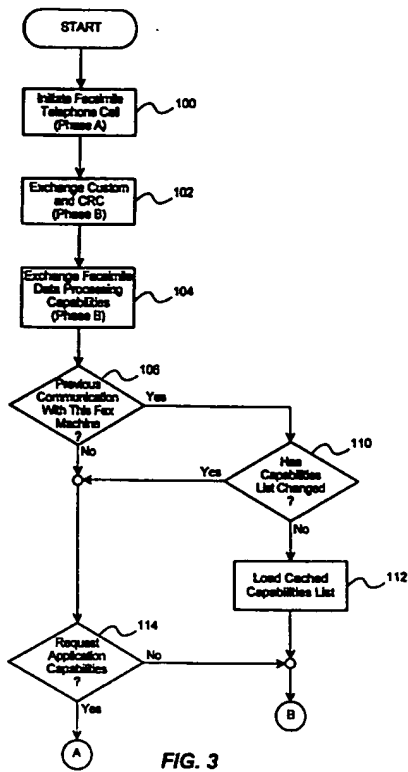 START
Initiate Facsimile
Telephone Call
(Phase A)
100
Exchange Custom
and CRC
(Phase B)
102
Exchange Facsimile
Data Processing
Capabilities
(Phase B)
104
106
Previous
Communication
With This Fax
Machine
?
Yes
No
110
Has
Capabilities
List Changed
?
Yes
No
Load Cached
Capabilities List
112
114
Request
Application
Capabilities
?
No
Yes
B
A
FIG. 3